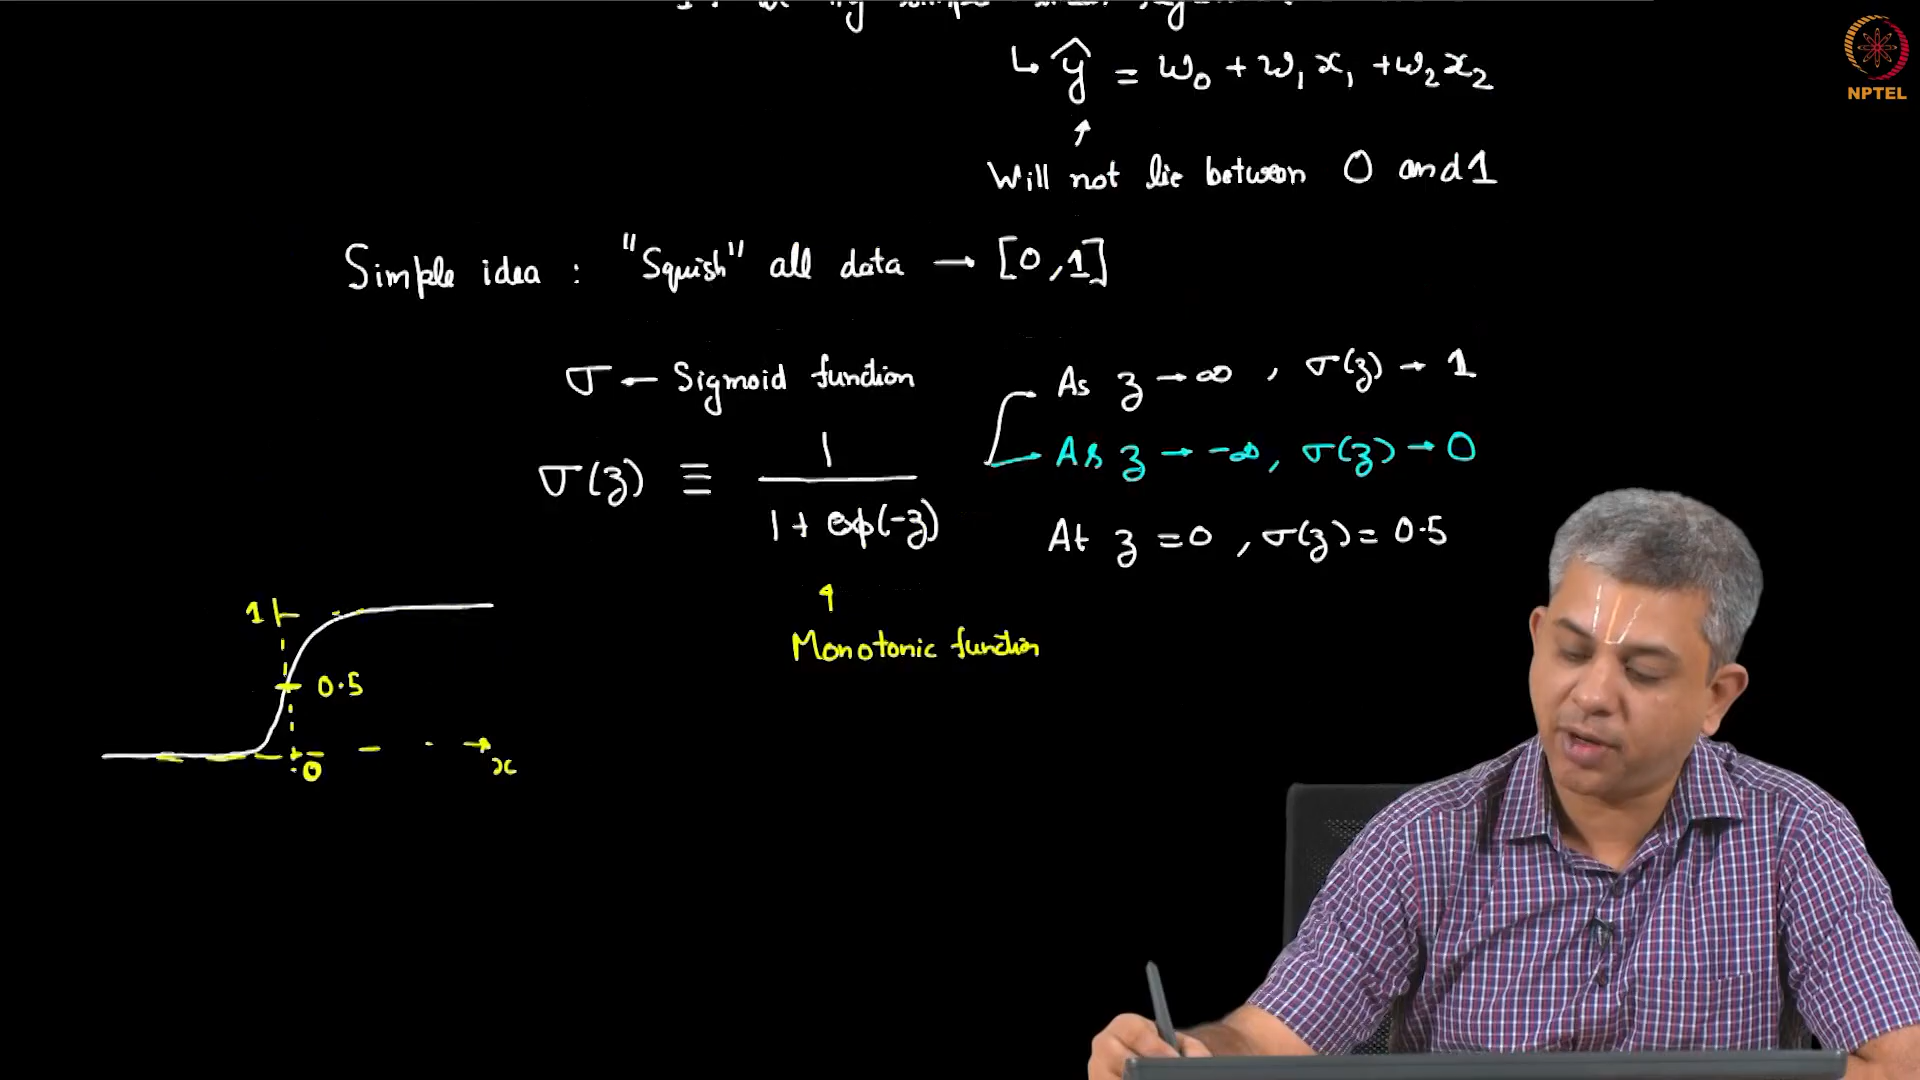 ↳ ŷ = w₀ + w₁x₁ + w₂x₂
NPTEL
Will not lie between 0 and 1
Simple idea : "Squish" all data → [0,1]
σ ← Sigmoid function
As z → ∞ , σ(z) → 1
As z → -∞, σ(z) → 0
σ(z) ≡ 1 / 1 + exp(-z)
At z = 0 , σ(z) = 0.5
Monotonic function
1
0.5
0
x